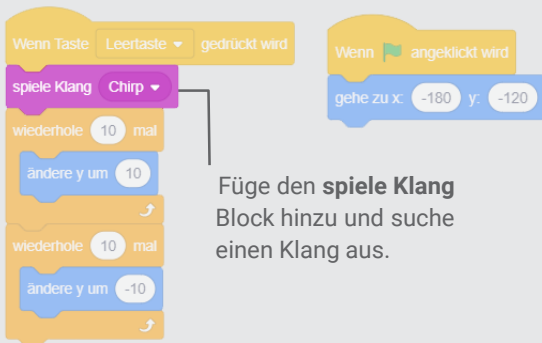 Wenn Taste Leertaste gedrückt wird
spiele Klang Chirp
wiederhole 10 mal
ändere y um 10
wiederhole 10 mal
ändere y um -10
Wenn angeklickt wird
gehe zu x: -180 y: -120
Füge den spiele Klang
Block hinzu und suche
einen Klang aus.